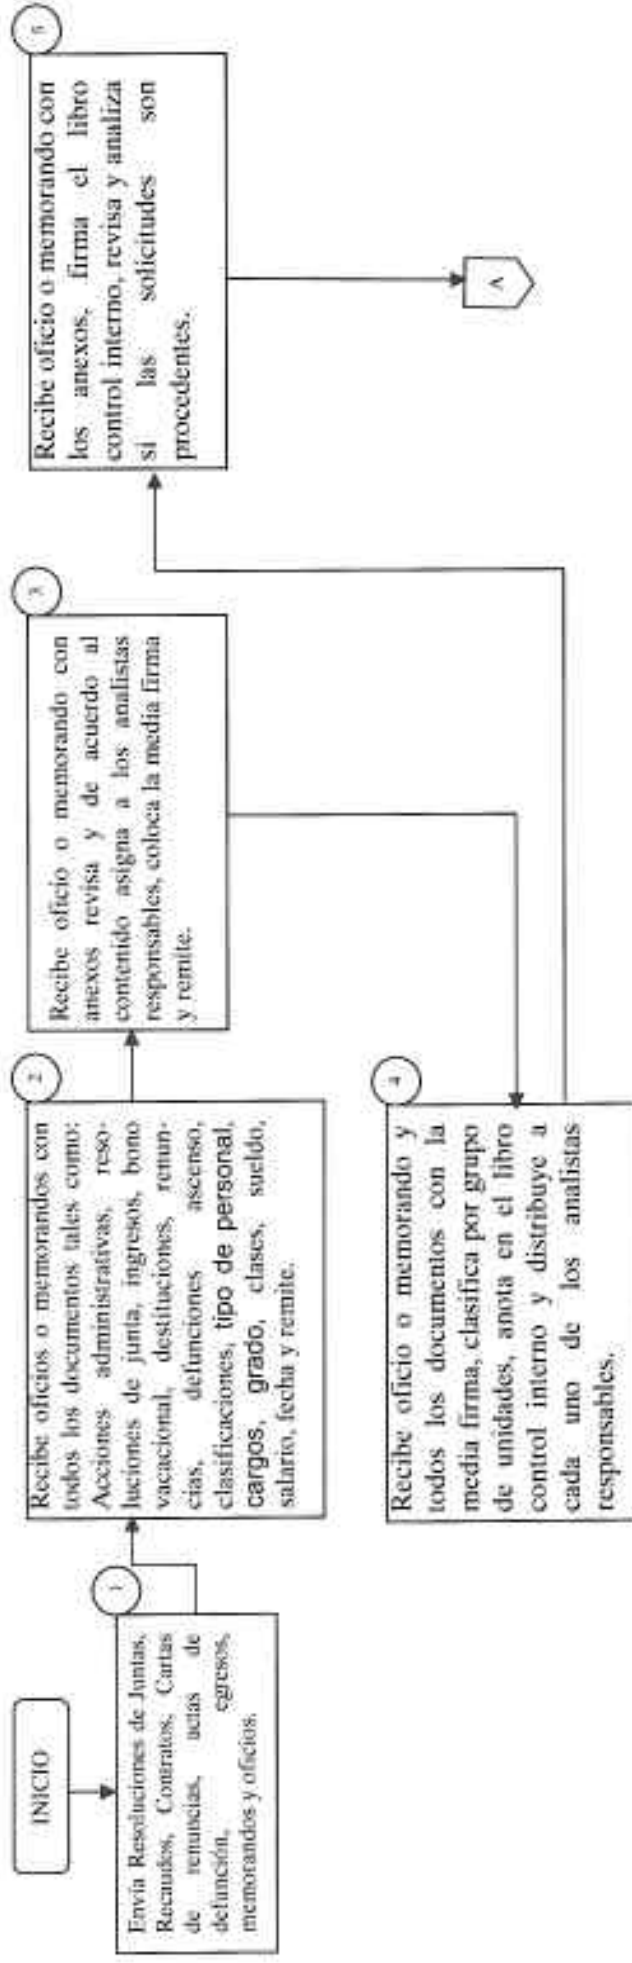 INICIO
1
Envía Resoluciones de Juntas,
Recaudos, Contratos, Cartas
de renuncias, actas de
defunción, egresos,
memorandos y oficios.
2
Recibe oficios o memorandos con
todos los documentos tales como:
Acciones administrativas, reso-
luciones de junta, ingresos, bono
vacacional, destituciones, renun-
cias, defunciones ascenso,
clasificaciones, tipo de personal,
cargos, grado, clases, sueldo,
salario, fecha y remite.
3
Recibe oficio o memorando con
anexos revisa y de acuerdo al
contenido asigna a los analistas
responsables, coloca la media firma
y remite.
4
Recibe oficio o memorando y
todos los documentos con la
media firma, clasifica por grupo
de unidades, anota en el libro
control interno y distribuye a
cada uno de los analistas
responsables.
5
Recibe oficio o memorando con
los anexos, firma el libro
control interno, revisa y analiza
si las solicitudes son
procedentes.
A